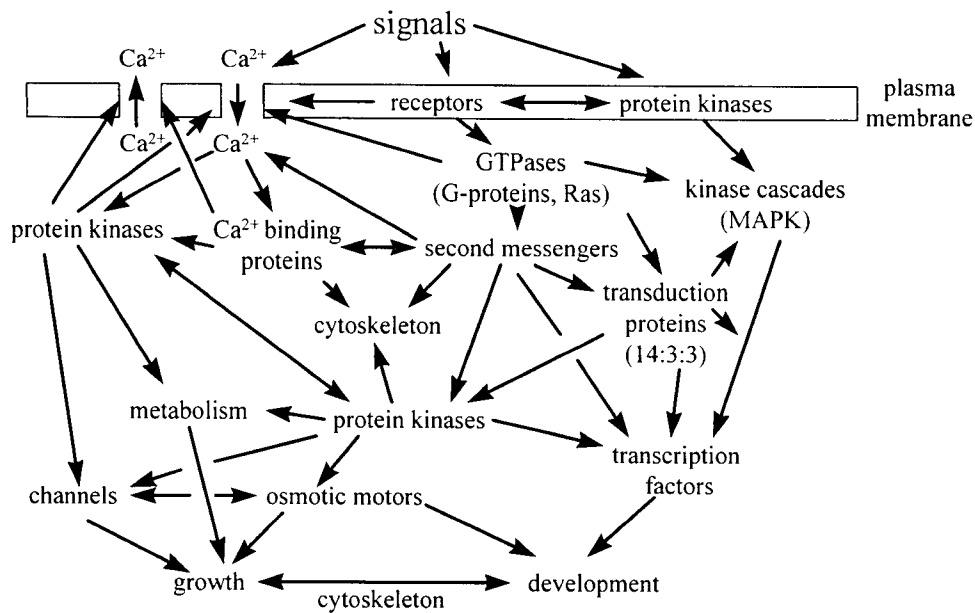 signals
Ca²⁺ Ca²⁺
plasma
membrane
receptors protein kinases
Ca²⁺ Ca²⁺
GTPases
(G-proteins, Ras)
kinase cascades
(MAPK)
protein kinases
Ca²⁺ binding
proteins
second messengers
transduction
proteins
(14:3:3)
cytoskeleton
metabolism
protein kinases
transcription
factors
channels
osmotic motors
growth
cytoskeleton
development